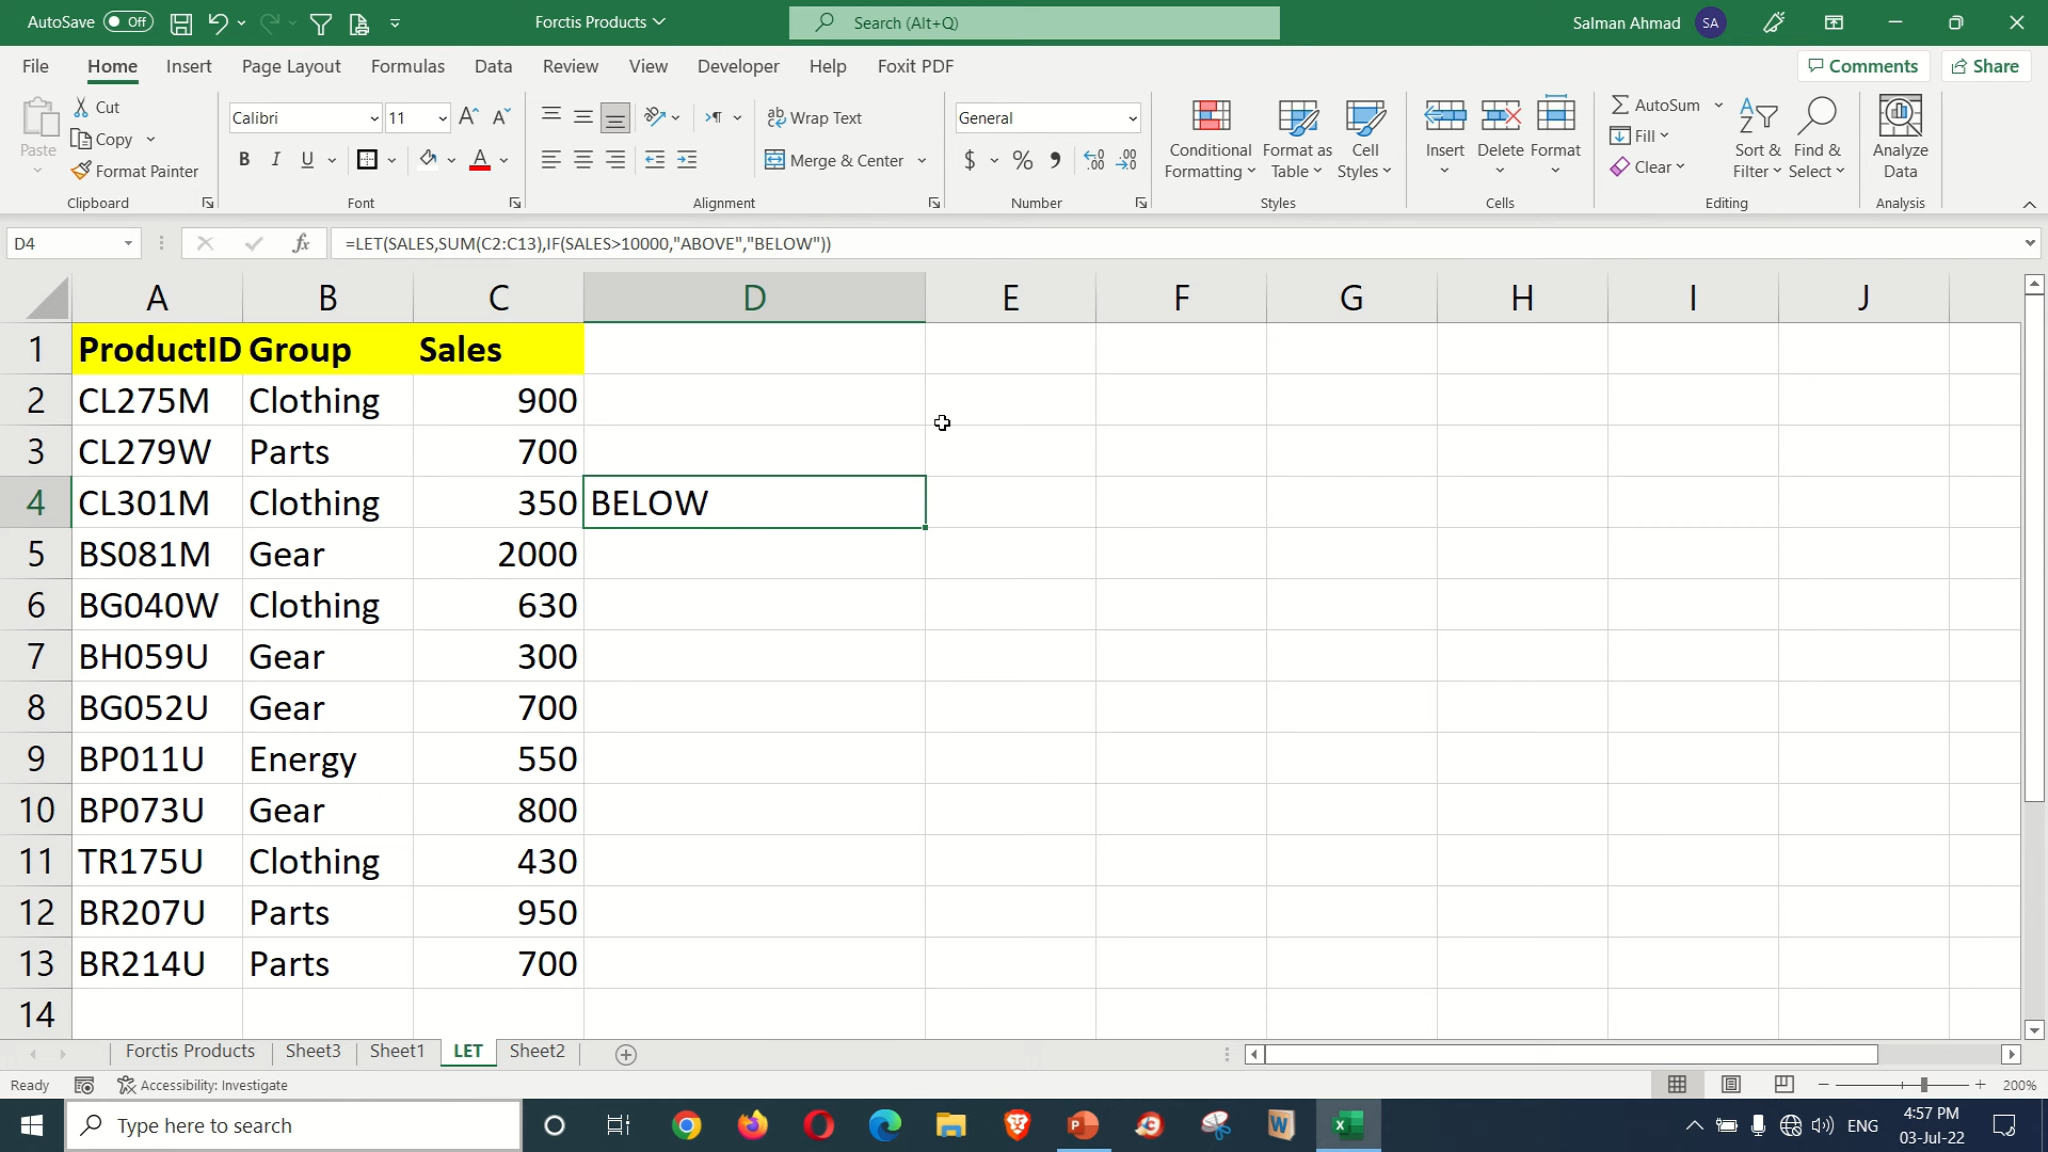 AutoSave Off Forctis Products Search (Alt+Q) Salman Ahmad SA
File Home Insert Page Layout Formulas Data Review View Developer Help Foxit PDF Comments Share
Paste Cut Copy Format Painter
Clipboard
Calibri 11
B I U A
Font
Wrap Text
Merge & Center
Alignment
General
$ %
Number
Conditional Formatting Format as Table Cell Styles
Styles
Insert Delete Format
Cells
AutoSum
Fill
Clear
Sort & Filter Find & Select
Editing
Analyze Data
Analysis
D4 fx =LET(SALES,SUM(C2:C13),IF(SALES>10000,"ABOVE","BELOW"))
A B C D E F G H I J
1 ProductID Group Sales
2 CL275M Clothing 900
3 CL279W Parts 700
4 CL301M Clothing 350 BELOW
5 BS081M Gear 2000
6 BG040W Clothing 630
7 BH059U Gear 300
8 BG052U Gear 700
9 BP011U Energy 550
10 BP073U Gear 800
11 TR175U Clothing 430
12 BR207U Parts 950
13 BR214U Parts 700
14
Forctis Products Sheet3 Sheet1 LET Sheet2
Ready Accessibility: Investigate 200%
Type here to search ENG 4:57 PM
03-Jul-22